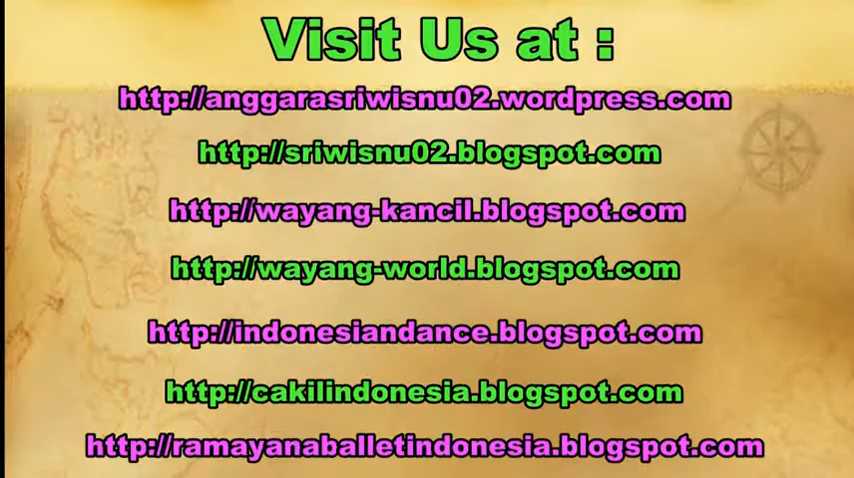 Visit Us at :
http://anggarasriwisnu02.wordpress.com
http://sriwisnu02.blogspot.com
http://wayang-kancil.blogspot.com
http://wayang-world.blogspot.com
http://indonesiandance.blogspot.com
http://cakilindonesia.blogspot.com
http://ramayanaballetindonesia.blogspot.com